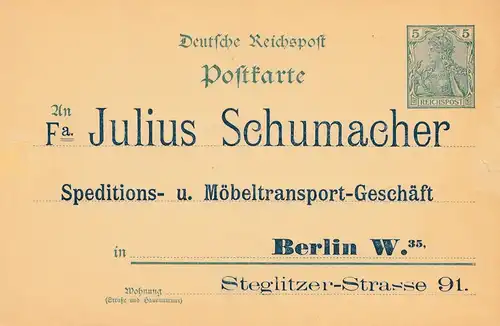 Deutsche Reichspost
Postkarte
5 5
REICHSPOST
An
Fa. Julius Schumacher
Speditions- u. Möbeltransport-Geschäft
in Berlin W. 35,
Wohnung Steglitzer-Strasse 91.
(Straße und Hausnummer)